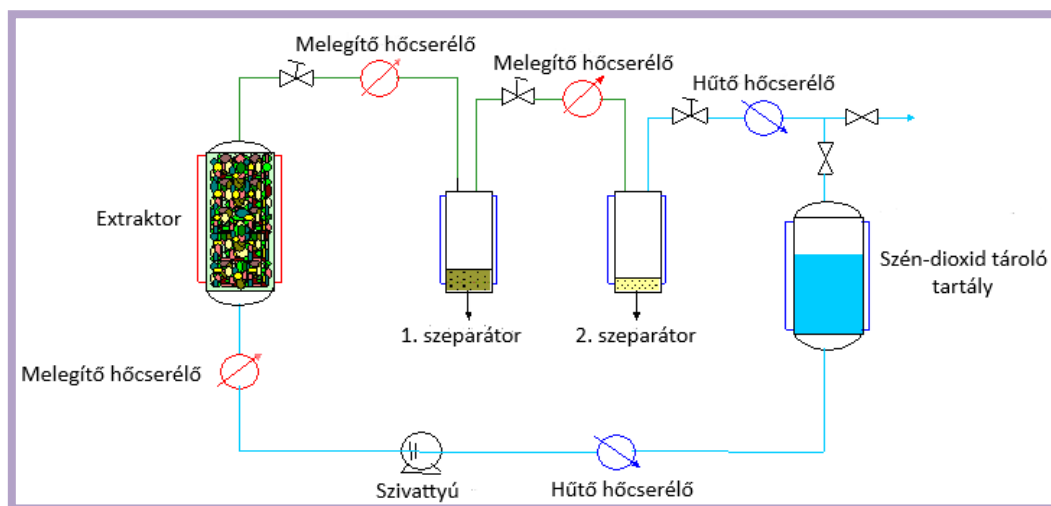 Melegítő hőcserélő
Melegítő hőcserélő
Hűtő hőcserélő
Extraktor
Szén-dioxid tároló
tartály
1. szeparátor
2. szeparátor
Melegítő hőcserélő
Szivattyú
Hűtő hőcserélő